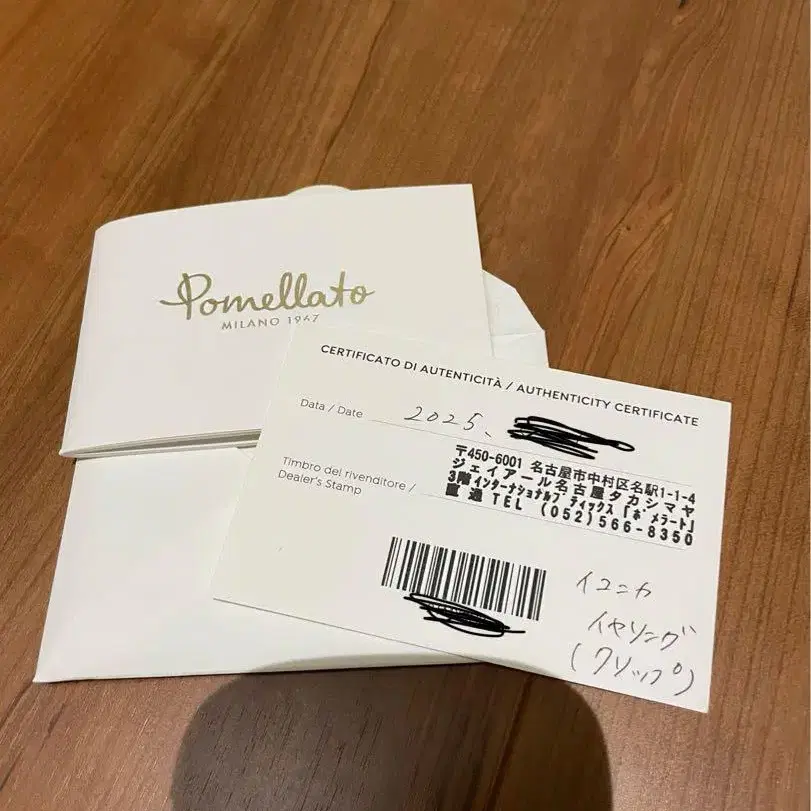 Pomellato
MILANO 1967
CERTIFICATO DI AUTENTICITÀ / AUTHENTICITY CERTIFICATE
Data / Date 2025、
Timbro del rivenditore /
Dealer's Stamp
〒450-6001 名古屋市中村区名駅1-1-4
ジェイアール名古屋タカシマヤ
3階インターナショナルブティックス「ポメラート」
直通TEL (052)566-8350
イコニカ
イヤリング
(クリップ)